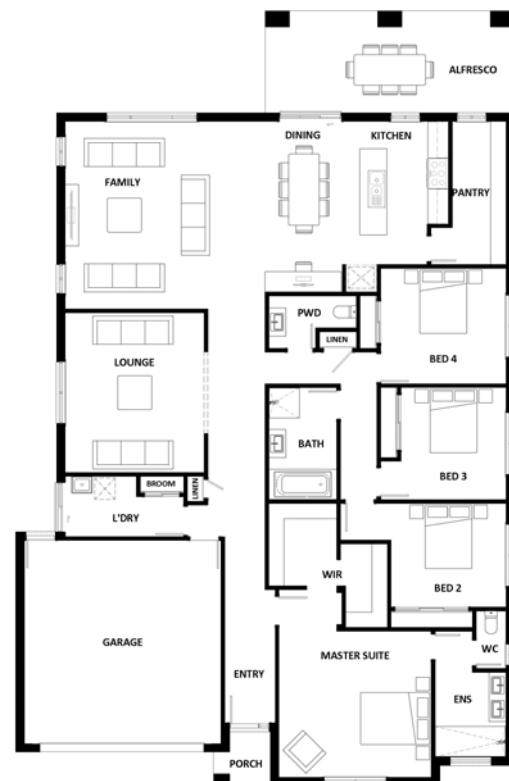 ALFRESCO
DINING
KITCHEN
FAMILY
PANTRY
PWD
LINEN
BED 4
LOUNGE
BATH
BED 3
BROOM
LINEN
L'DRY
WIR
BED 2
GARAGE
MASTER SUITE
WC
ENTRY
ENS
PORCH